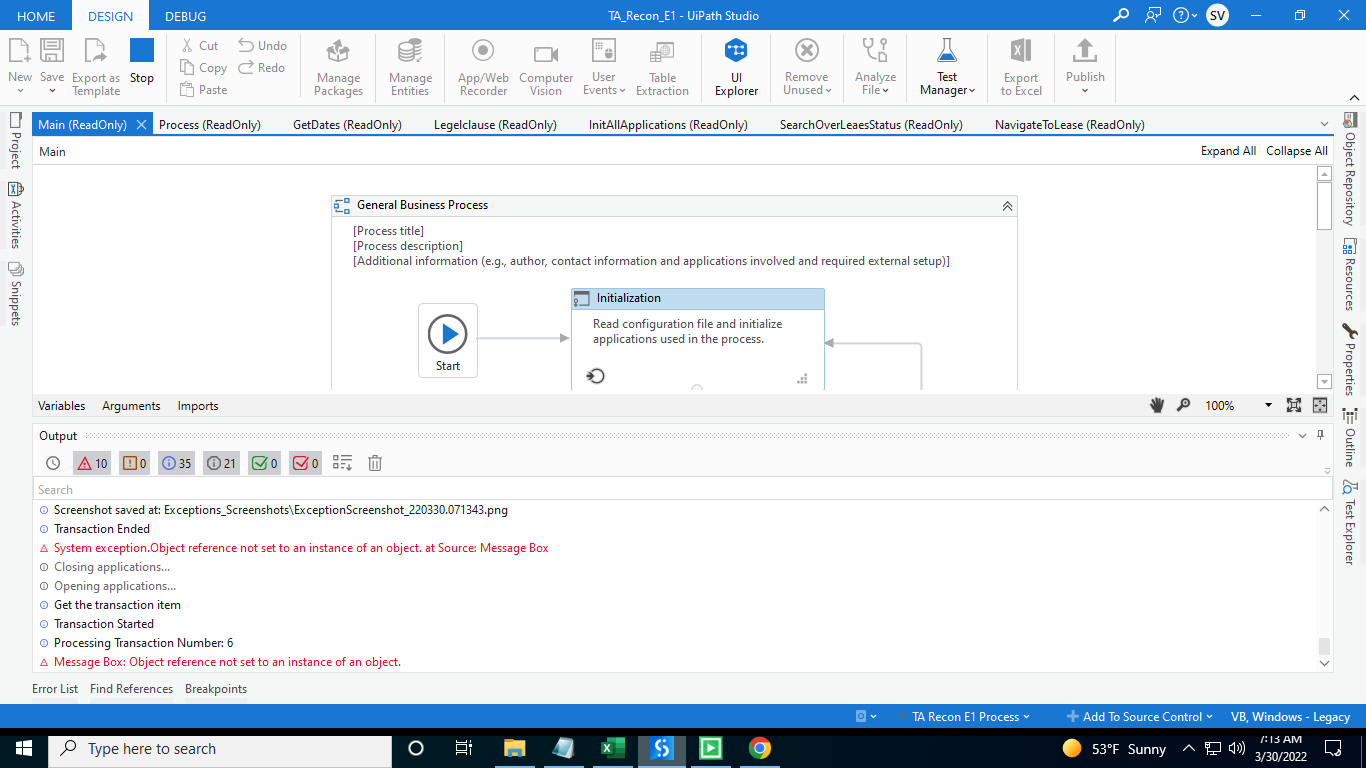 HOME DESIGN DEBUG TA_Recon_E1 - UiPath Studio SV
New Save Export as Template Stop Cut Copy Paste Undo Redo Manage Packages Manage Entities App/Web Recorder Computer Vision User Events Table Extraction UI Explorer Remove Unused Analyze File Test Manager Export to Excel Publish
Main (ReadOnly) Process (ReadOnly) GetDates (ReadOnly) Legelclause (ReadOnly) InitAllApplications (ReadOnly) SearchOverLeaesStatus (ReadOnly) NavigateToLease (ReadOnly)
Main Expand All Collapse All
Project
Activities
Snippets
Object Repository
Resources
Properties
Outline
Test Explorer
General Business Process
[Process title]
[Process description]
[Additional information (e.g., author, contact information and applications involved and required external setup)]
Start
Initialization
Read configuration file and initialize
applications used in the process.
Variables Arguments Imports 100%
Output
10 0 35 21 0 0
Search
Screenshot saved at: Exceptions_Screenshots\ExceptionScreenshot_220330.071343.png
Transaction Ended
System exception.Object reference not set to an instance of an object. at Source: Message Box
Closing applications...
Opening applications...
Get the transaction item
Transaction Started
Processing Transaction Number: 6
Message Box: Object reference not set to an instance of an object.
Error List Find References Breakpoints
TA Recon E1 Process Add To Source Control VB, Windows - Legacy
Type here to search 53°F Sunny 7:13 AM
3/30/2022